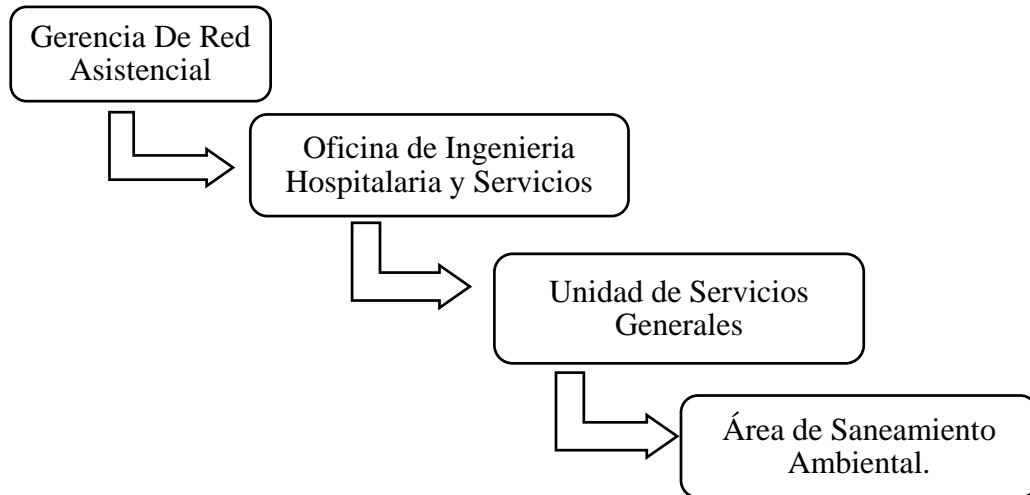 Gerencia De Red
Asistencial
Oficina de Ingenieria
Hospitalaria y Servicios
Unidad de Servicios
Generales
Área de Saneamiento
Ambiental.